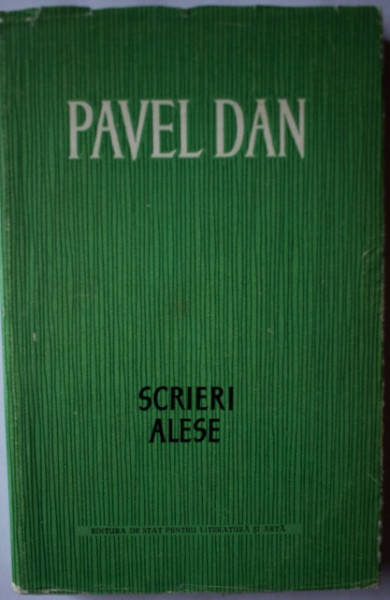 PAVEL DAN
SCRIERI
ALESE
EDITURA DE STAT PENTRU LITERATURĂ ȘI ARTĂ